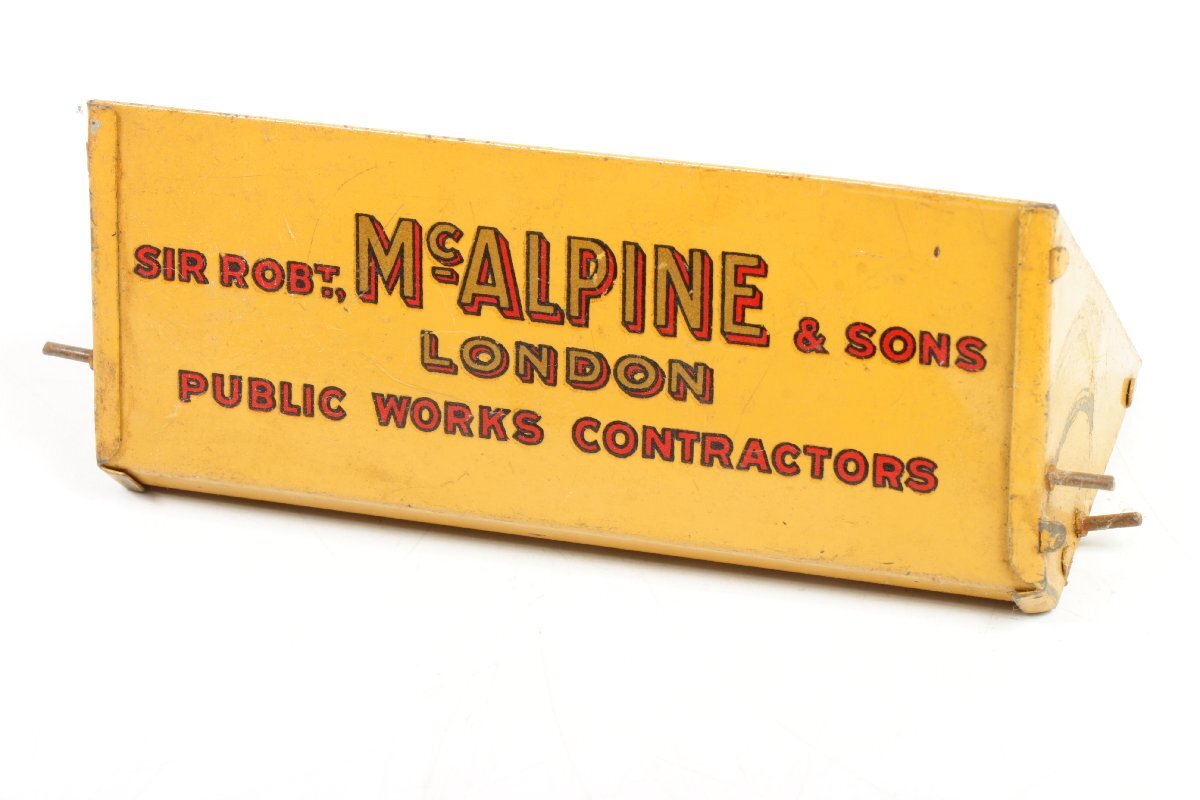 SIR ROBT., McALPINE & SONS
LONDON
PUBLIC WORKS CONTRACTORS